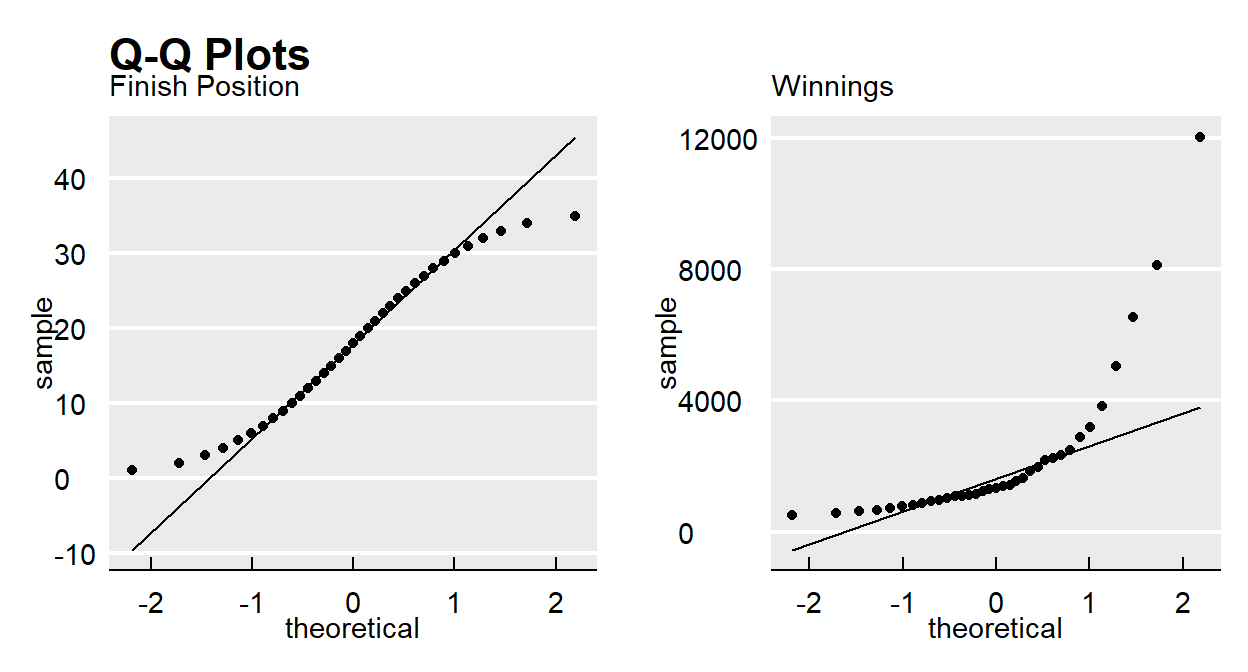 Q-Q Plots
Finish Position
40
30
20
10
0
-10
sample
-2 -1 0 1 2
theoretical
Winnings
12000
8000
4000
0
sample
-2 -1 0 1 2
theoretical